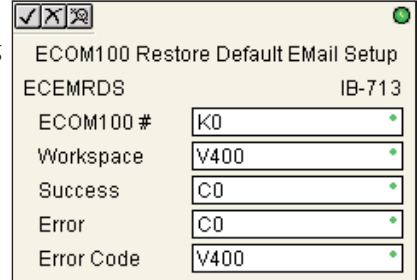 ECOM100 Restore Default EMail Setup
ECEMRDS IB-713
ECOM100 # K0
Workspace V400
Success C0
Error C0
Error Code V400